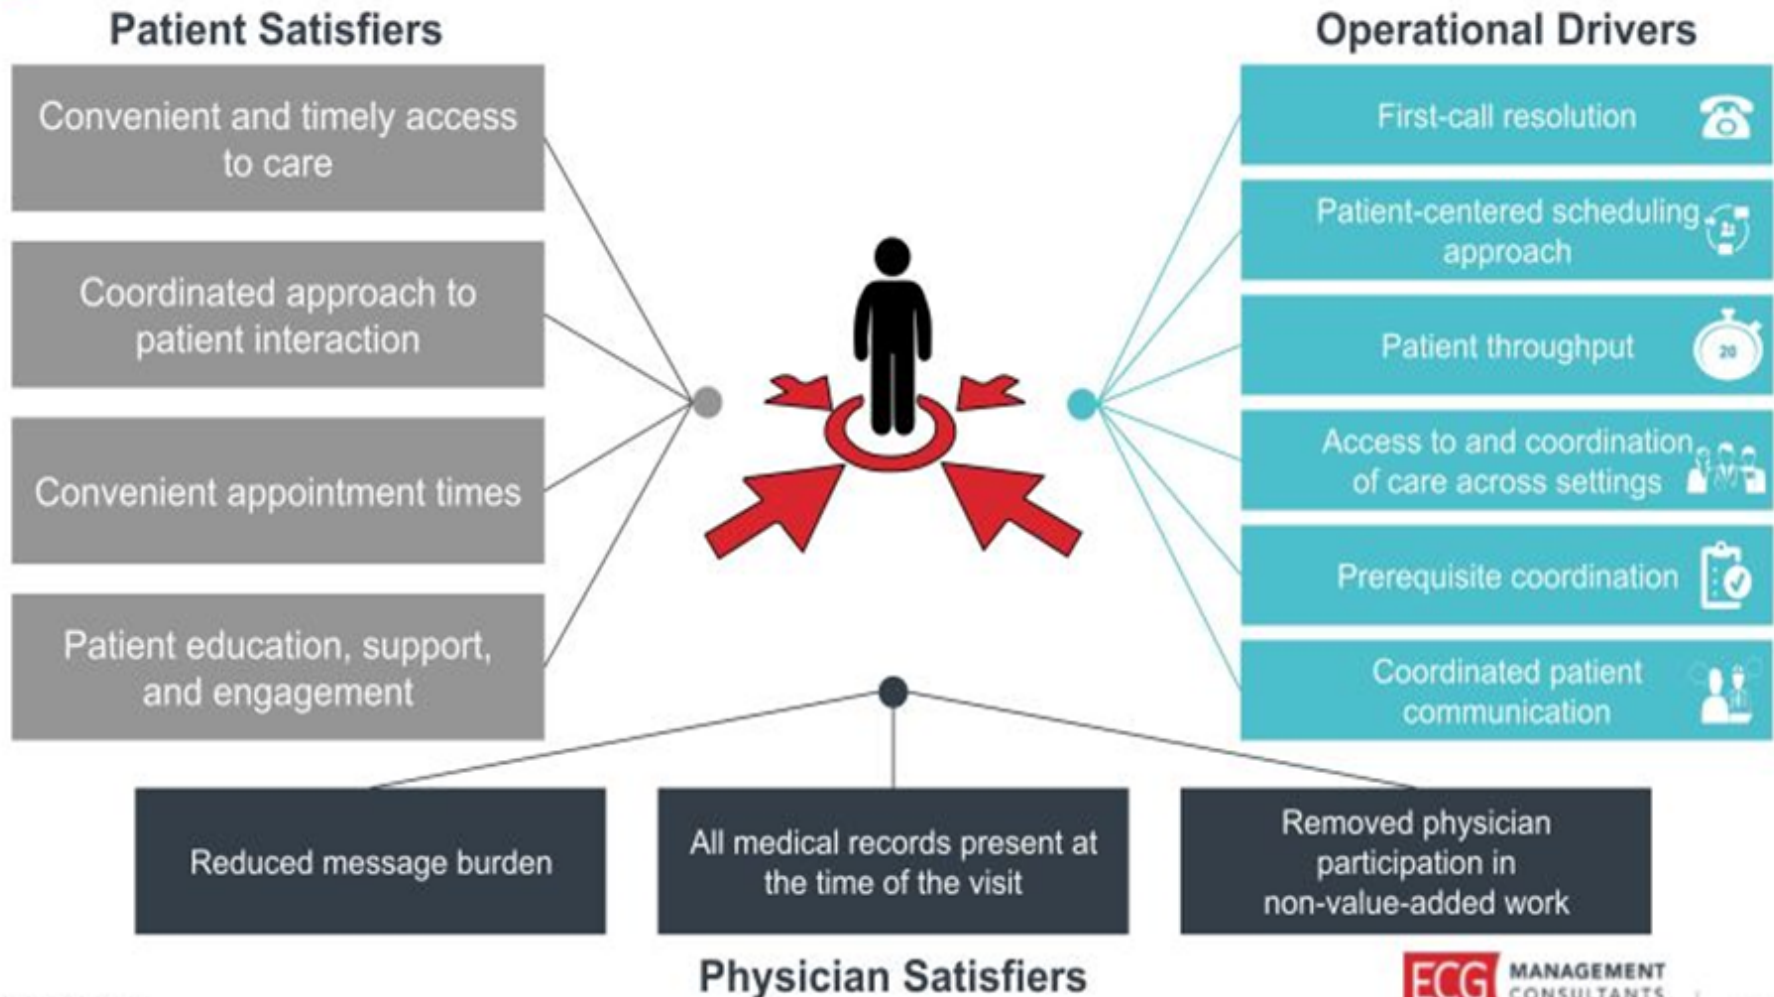 Patient Satisfiers
Convenient and timely access
to care
Coordinated approach to
patient interaction
Convenient appointment times
Patient education, support,
and engagement
Operational Drivers
First-call resolution
Patient-centered scheduling
approach
Patient throughput
20
Access to and coordination
of care across settings
Prerequisite coordination
Coordinated patient
communication
Reduced message burden
All medical records present at
the time of the visit
Removed physician
participation in
non-value-added work
Physician Satisfiers
ECG MANAGEMENT
CONSULTANTS